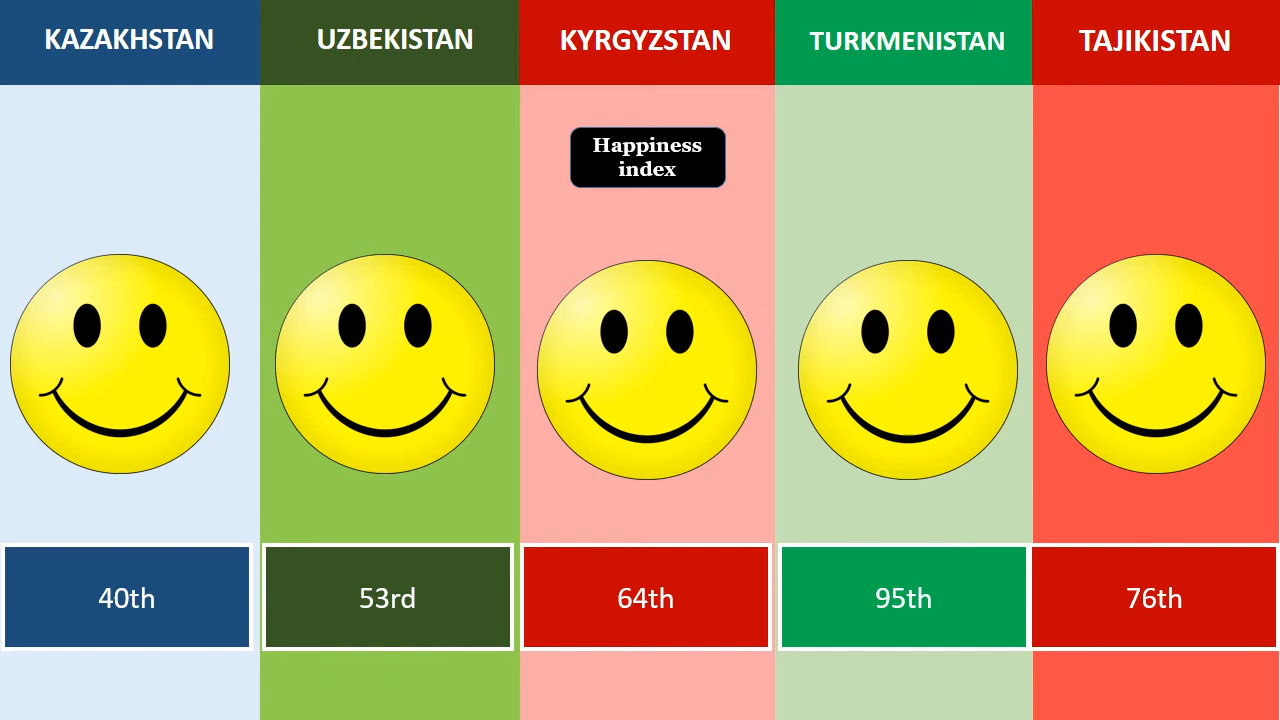 KAZAKHSTAN
UZBEKISTAN
KYRGYZSTAN
TURKMENISTAN
TAJIKISTAN
Happiness
index
40th
53rd
64th
95th
76th